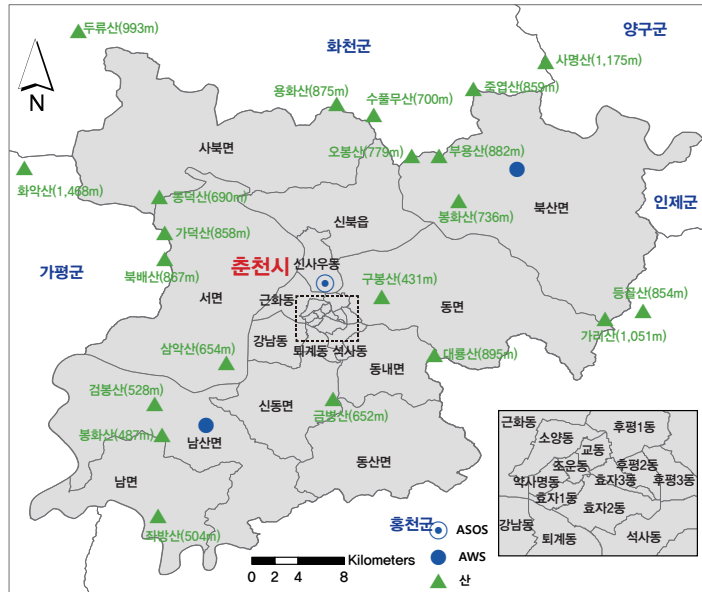 두류산(993m)
화천군
양구군
사명산(1,175m)
죽엽산(859m)
용화산(875m)
수풀무산(700m)
N
사북면
오봉산(779m)
부용산(882m)
화악산(1,468m)
몽덕산(690m)
북산면
인제군
봉화산(736m)
신북읍
가덕산(858m)
가평군
북배산(867m)
춘천시
신사우동
구봉산(431m)
등끝산(854m)
서면
근화동
동면
가리산(1,051m)
강남동
삼악산(654m)
퇴계동
석사동
대룡산(895m)
동내면
검봉산(528m)
신동면
금병산(652m)
봉화산(487m)
남산면
동산면
남면
좌방산(504m)
홍천군
ASOS
AWS
산
Kilometers
0 2 4 8
근화동
후평1동
소양동
교동
조운동
후평2동
약사명동
효자3동
후평3동
효자1동
효자2동
강남동
퇴계동
석사동